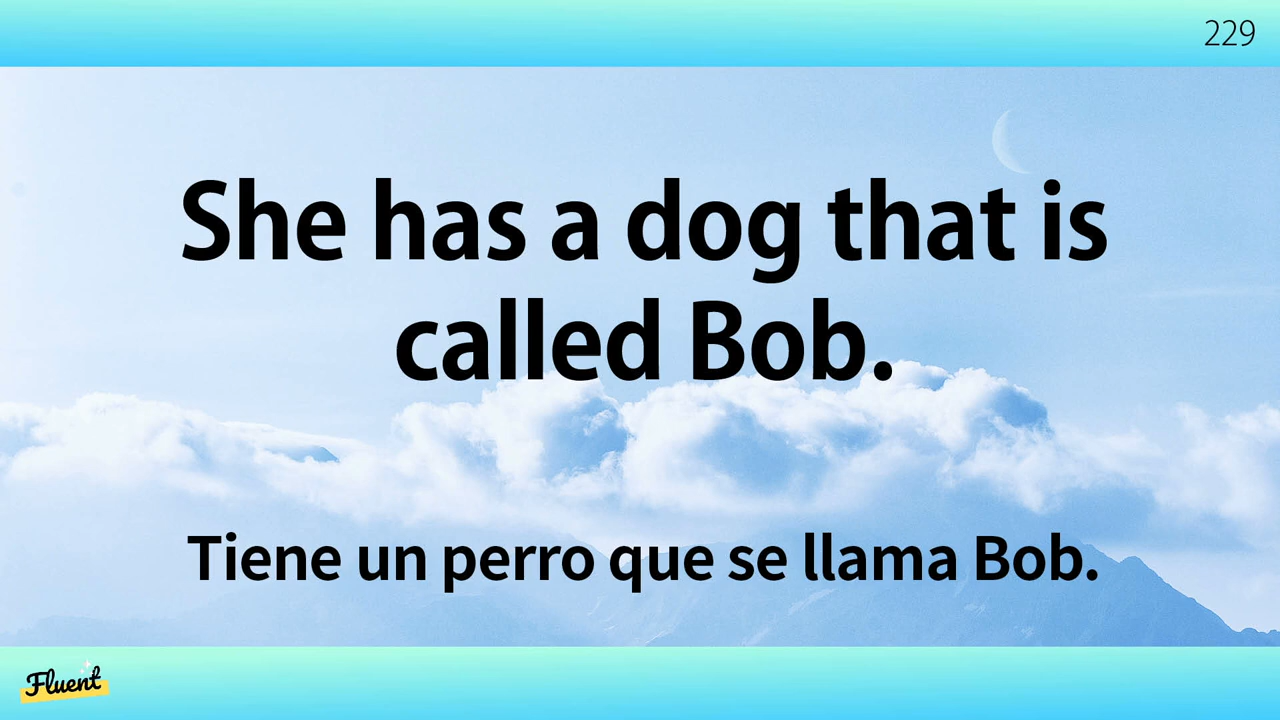 229
She has a dog that is
called Bob.
Tiene un perro que se llama Bob.
Fluent